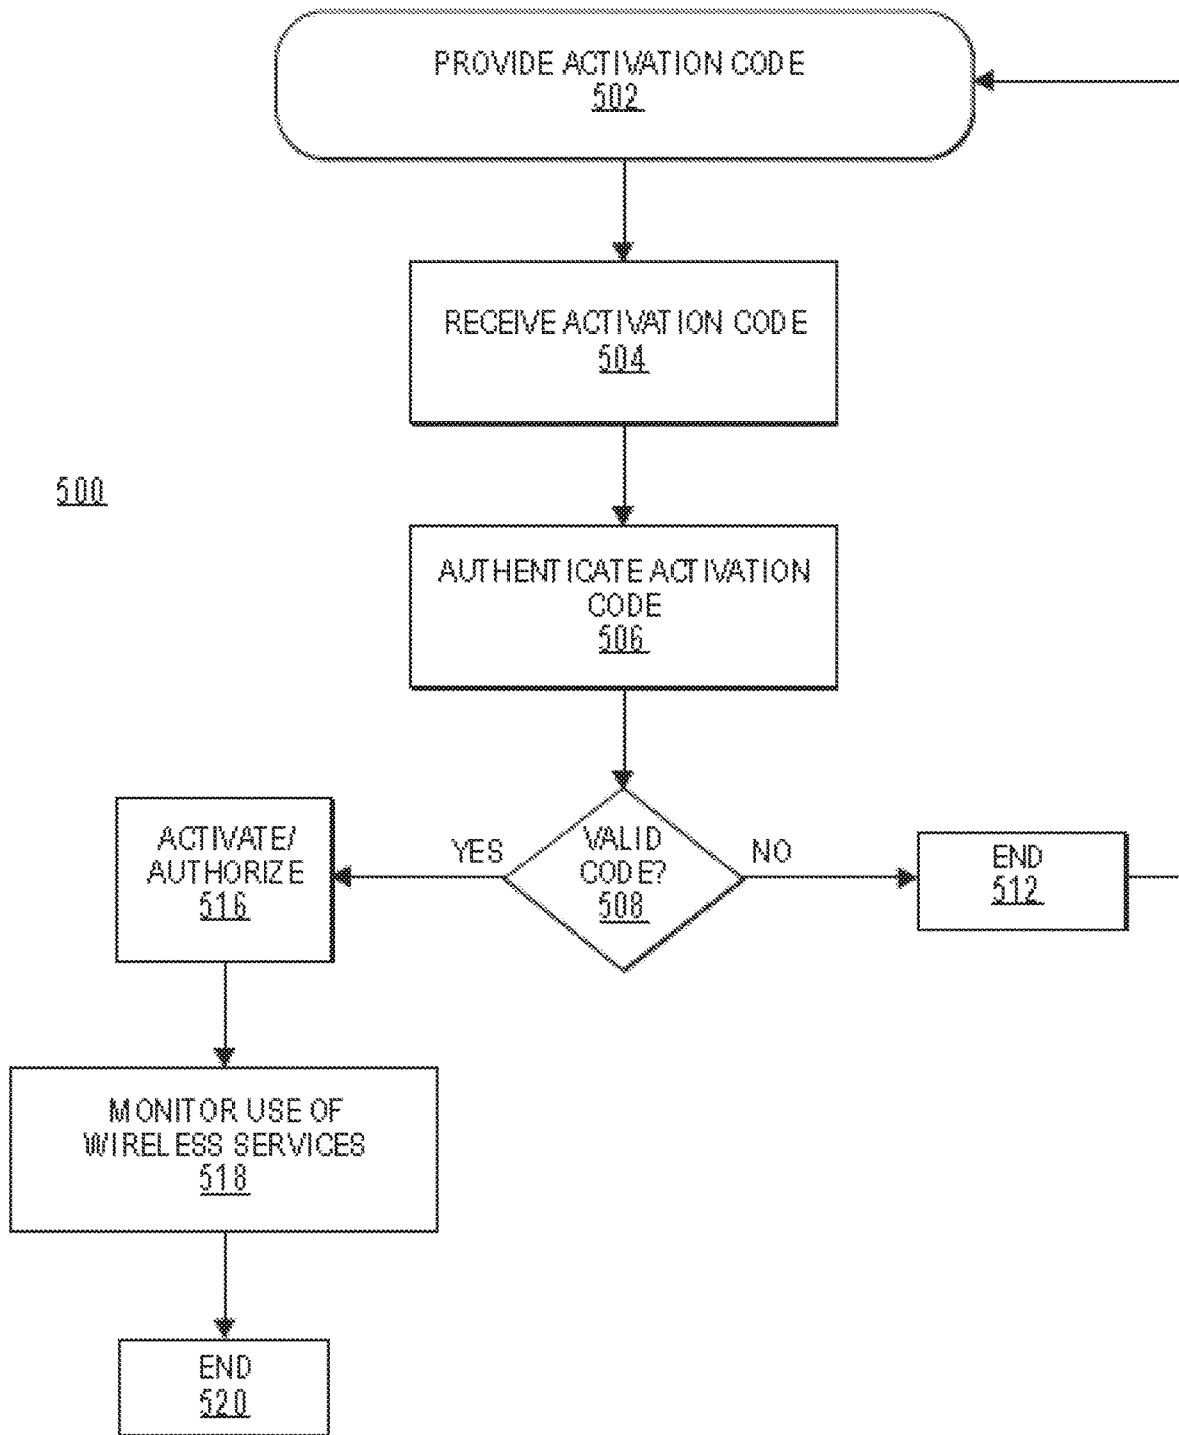 PROVIDE ACTIVATION CODE
502
RECEIVE ACTIVATION CODE
504
500
AUTHENTICATE ACTIVATION
CODE
506
VALID
CODE?
508
YES
NO
ACTIVATE/
AUTHORIZE
516
END
512
MONITOR USE OF
WIRELESS SERVICES
518
END
520